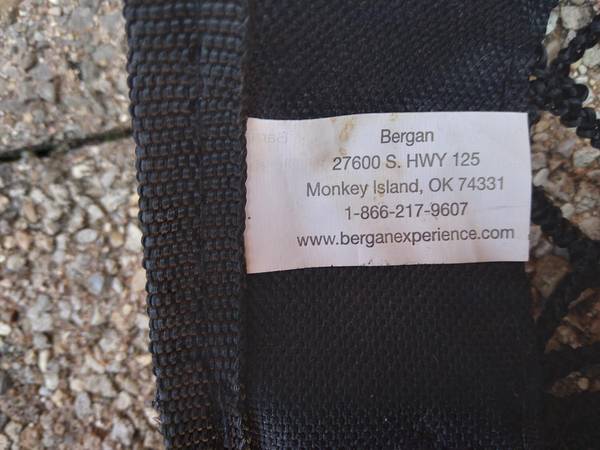 Bergan
27600 S. HWY 125
Monkey Island, OK 74331
1-866-217-9607
www.berganexperience.com